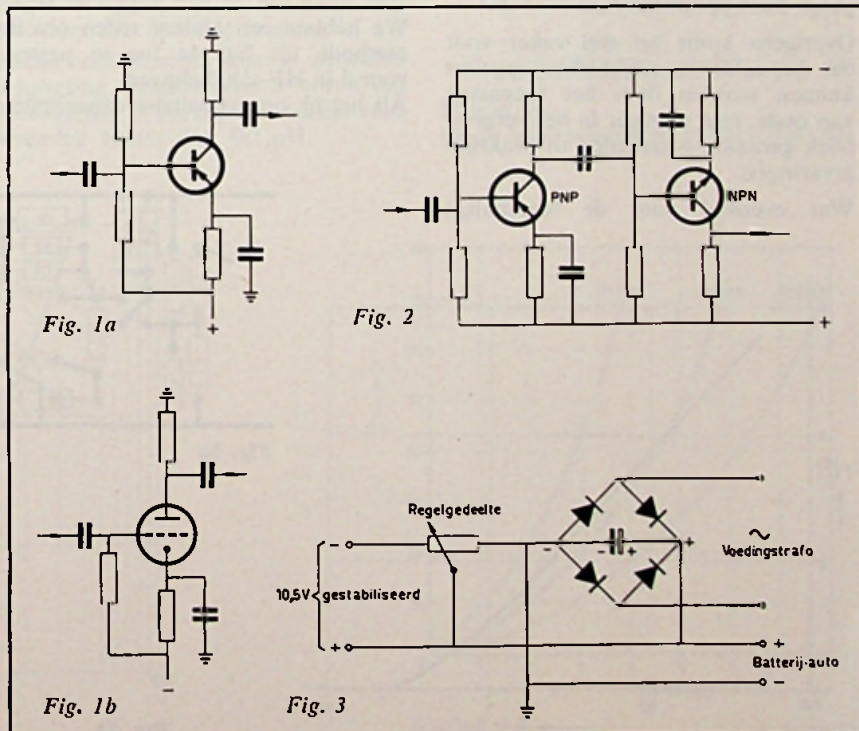 +
Fig. 1a
−
PNP
NPN
+
Fig. 2
−
Fig. 1b
Regelgedeelte
−
10,5V gestabiliseerd
+
−
− +
+
~
Voedingstrafo
+
Batterij-auto
−
Fig. 3